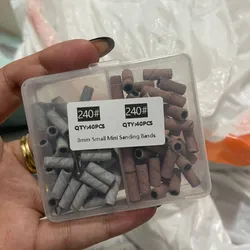 240# 240#
QTY:40PCS QTY:40PCS
3mm Small Mini Sanding Bands